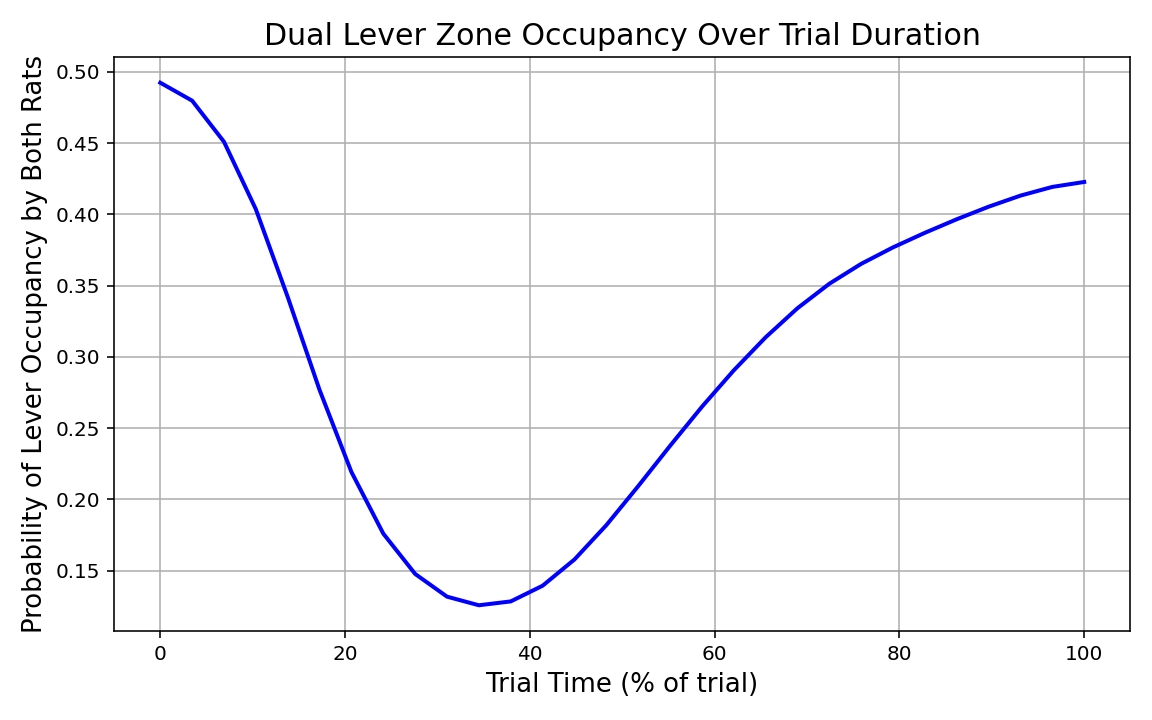 Dual Lever Zone Occupancy Over Trial Duration
Probability of Lever Occupancy by Both Rats
0.50
0.45
0.40
0.35
0.30
0.25
0.20
0.15
0 20 40 60 80 100
Trial Time (% of trial)